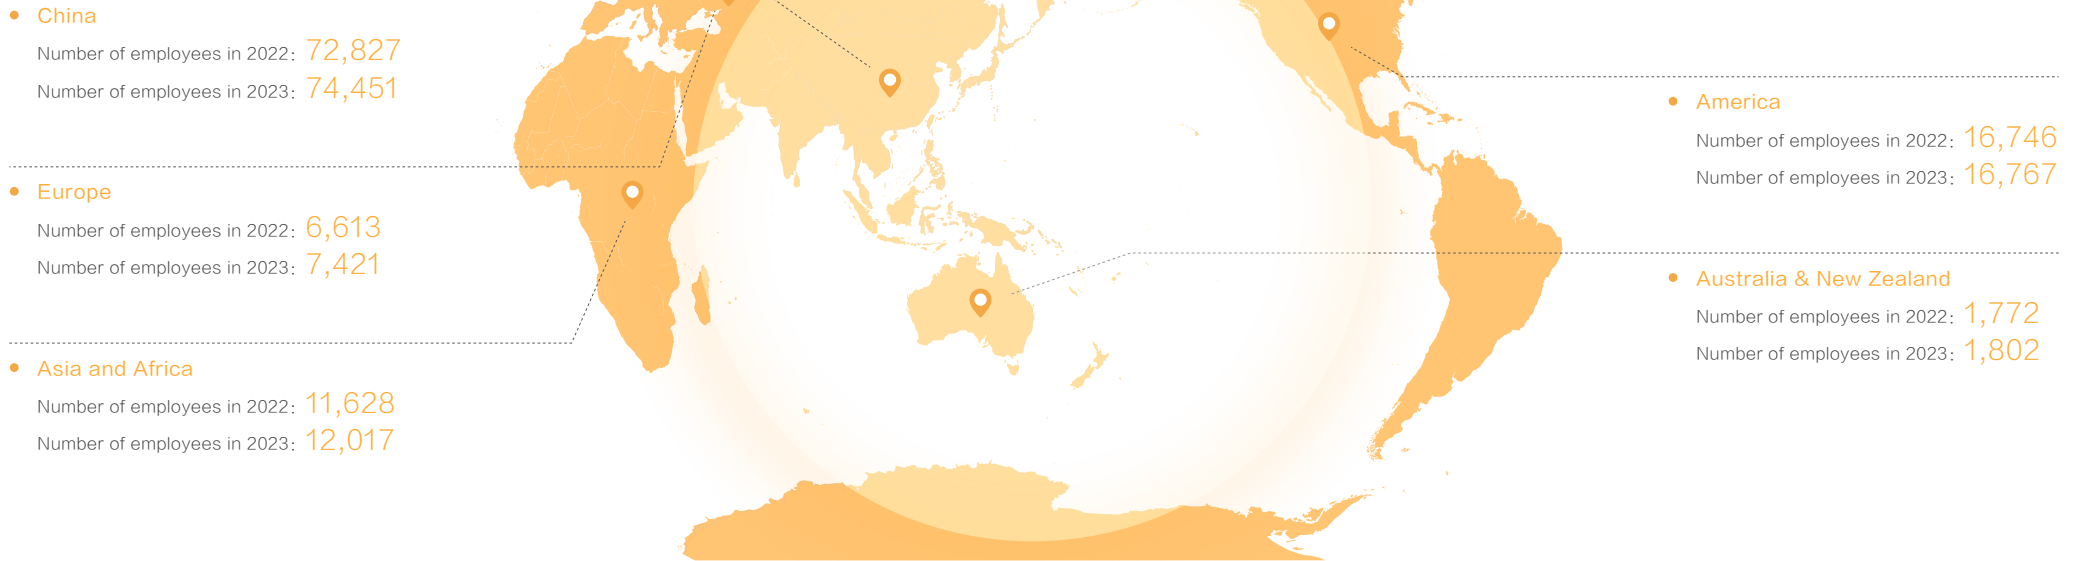 China
Number of employees in 2022: 72,827
Number of employees in 2023: 74,451
Europe
Number of employees in 2022: 6,613
Number of employees in 2023: 7,421
Asia and Africa
Number of employees in 2022: 11,628
Number of employees in 2023: 12,017
America
Number of employees in 2022: 16,746
Number of employees in 2023: 16,767
Australia & New Zealand
Number of employees in 2022: 1,772
Number of employees in 2023: 1,802